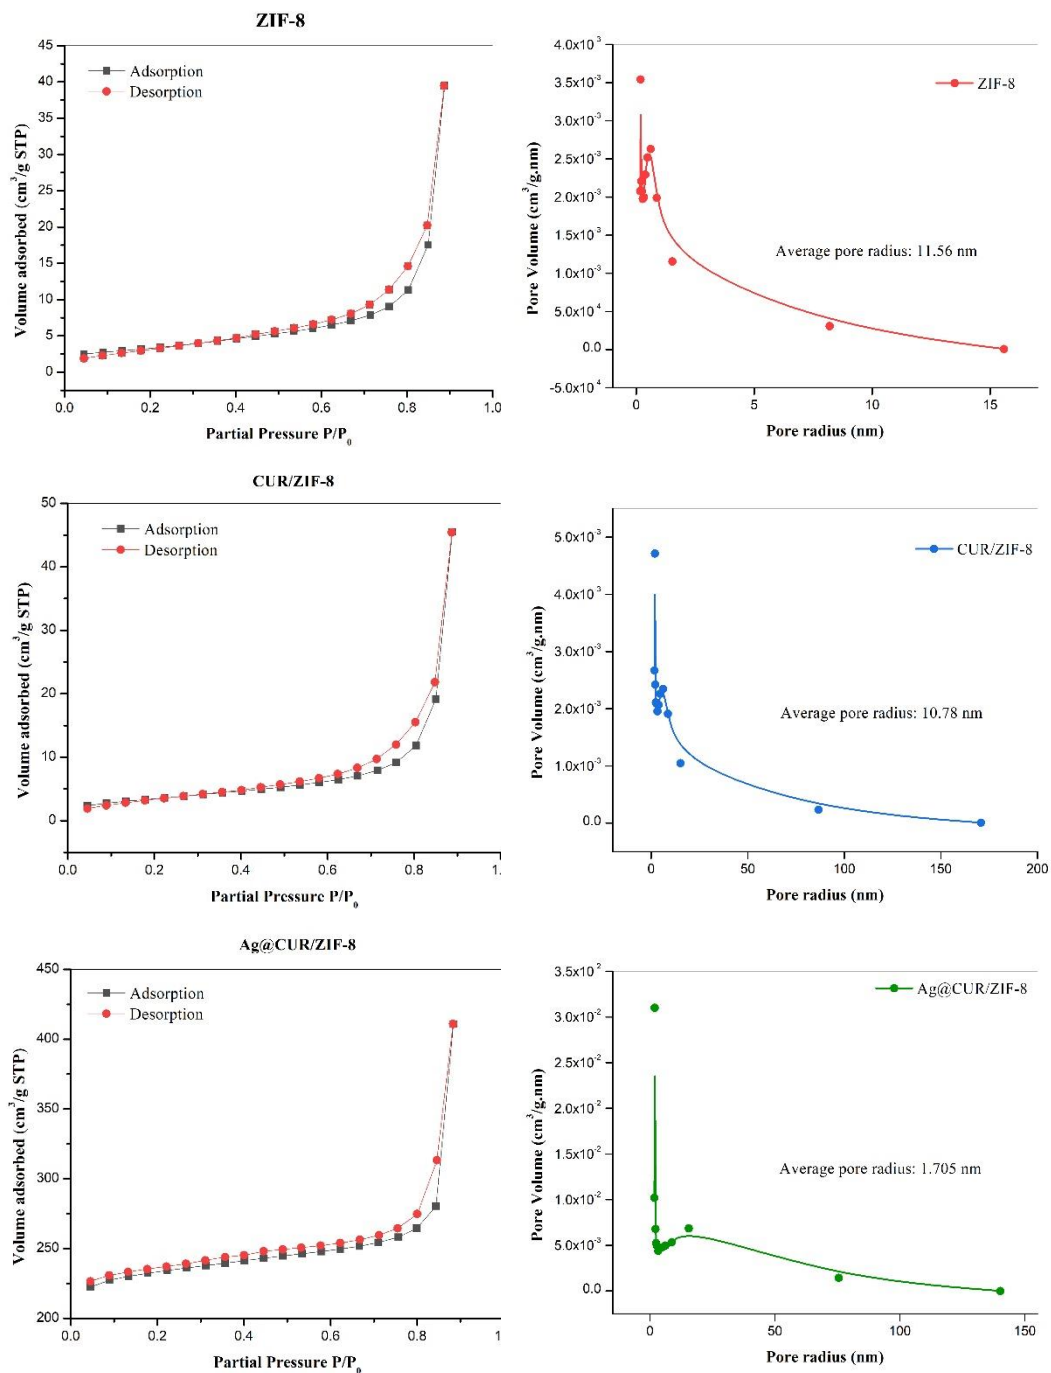 ZIF-8
45
40
35
30
25
20
15
10
5
0
Volume adsorbed (cm³/g STP)
Adsorption
Desorption
0.0 0.2 0.4 0.6 0.8 1.0
Partial Pressure P/P₀
4.0x10⁻³
3.5x10⁻³
3.0x10⁻³
2.5x10⁻³
2.0x10⁻³
1.5x10⁻³
1.0x10⁻³
5.0x10⁻⁴
0.0
-5.0x10⁻⁴
Pore Volume (cm³/g.nm)
ZIF-8
Average pore radius: 11.56 nm
0 5 10 15
Pore radius (nm)
CUR/ZIF-8
50
40
30
20
10
0
Volume adsorbed (cm³/g STP)
Adsorption
Desorption
0.0 0.2 0.4 0.6 0.8 1
Partial Pressure P/P₀
5.0x10⁻³
4.0x10⁻³
3.0x10⁻³
2.0x10⁻³
1.0x10⁻³
0.0
Pore Volume (cm³/g.nm)
CUR/ZIF-8
Average pore radius: 10.78 nm
0 50 100 150 200
Pore radius (nm)
Ag@CUR/ZIF-8
450
400
350
300
250
200
Volume adsorbed (cm³/g STP)
Adsorption
Desorption
0.0 0.2 0.4 0.6 0.8 1
Partial Pressure P/P₀
3.5x10⁻²
3.0x10⁻²
2.5x10⁻²
2.0x10⁻²
1.5x10⁻²
1.0x10⁻²
5.0x10⁻³
0.0
Pore Volume (cm³/g.nm)
Ag@CUR/ZIF-8
Average pore radius: 1.705 nm
0 50 100 150
Pore radius (nm)